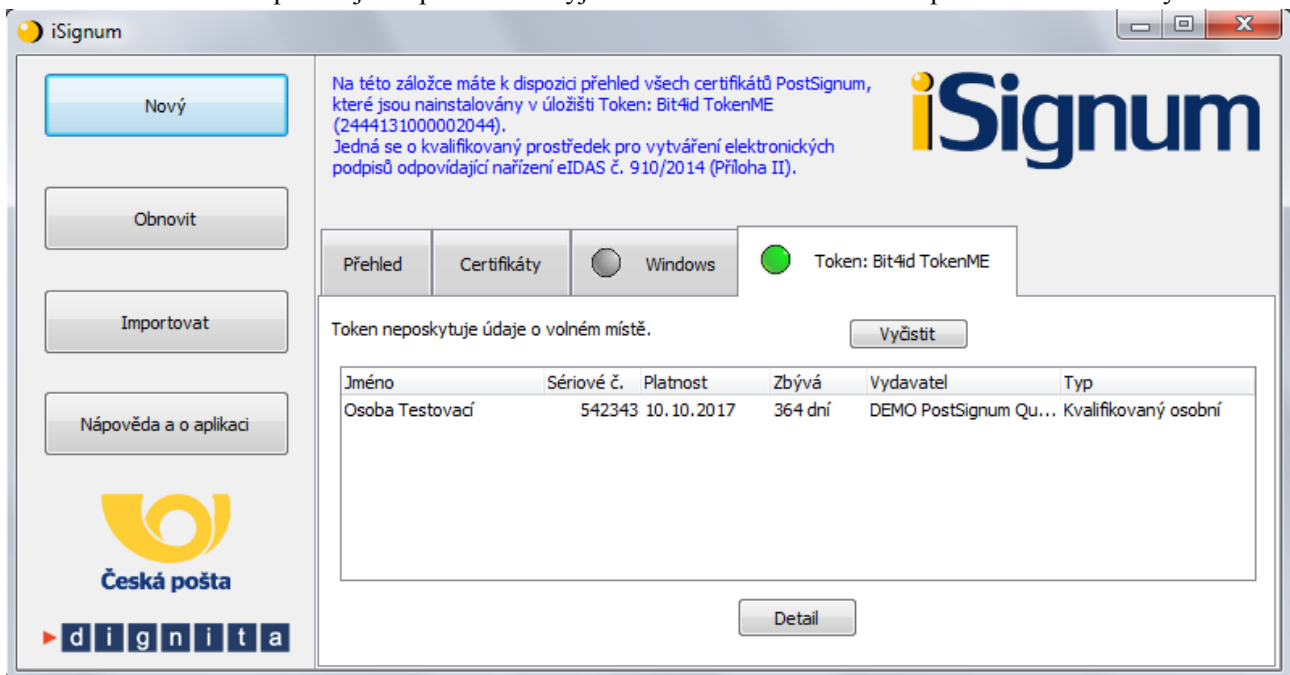 iSignum
Nový
Obnovit
Importovat
Nápověda a o aplikaci
Česká pošta
dignita
Na této záložce máte k dispozici přehled všech certifikátů PostSignum,
které jsou nainstalovány v úložišti Token: Bit4id TokenME
(2444131000002044).
Jedná se o kvalifikovaný prostředek pro vytváření elektronických
podpisů odpovídající nařízení eIDAS č. 910/2014 (Příloha II).
iSignum
Přehled Certifikáty Windows Token: Bit4id TokenME
Token neposkytuje údaje o volném místě. Vyčistit
Jméno Sériové č. Platnost Zbývá Vydavatel Typ
Osoba Testovací 542343 10.10.2017 364 dní DEMO PostSignum Qu... Kvalifikovaný osobní
Detail